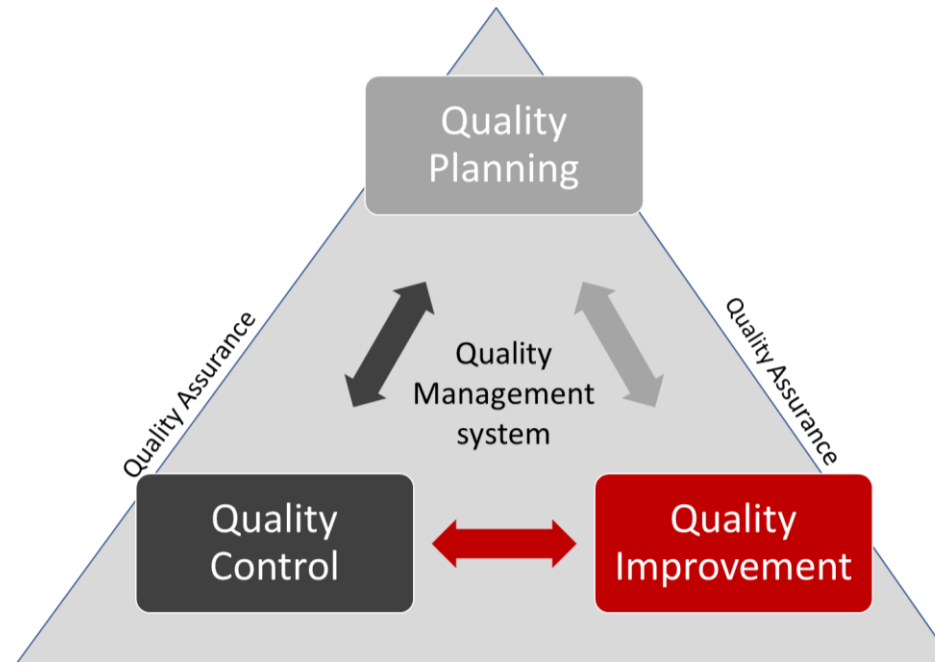 Quality
Planning
Quality Assurance
Quality Assurance
Quality
Management
system
Quality
Control
Quality
Improvement